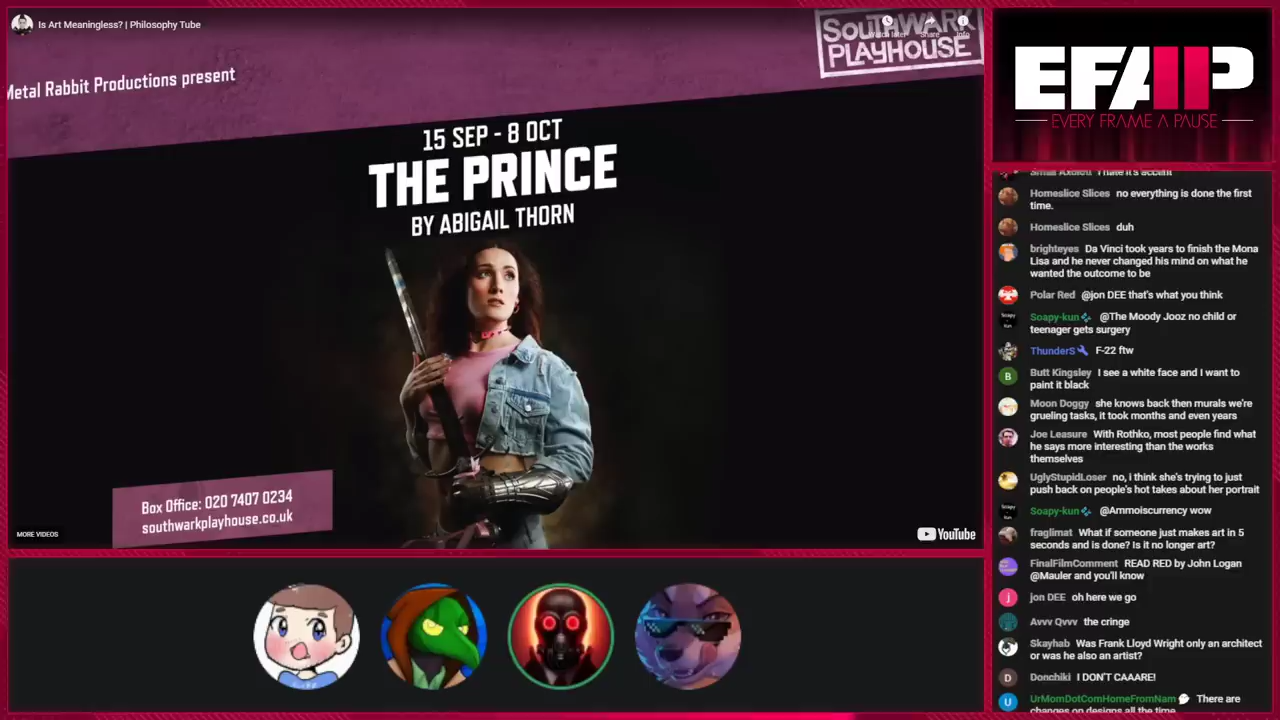 Is Art Meaningless? | Philosophy Tube
Watch later
Share
Info
SOUTHWARK
PLAYHOUSE
Metal Rabbit Productions present
15 SEP - 8 OCT
THE PRINCE
BY ABIGAIL THORN
Box Office: 020 7407 0234
southwarkplayhouse.co.uk
MORE VIDEOS
YouTube
EFAP
EVERY FRAME A PAUSE
Homeslice Slices no everything is done the first
time.
Homeslice Slices duh
brighteyes Da Vinci took years to finish the Mona
Lisa and he never changed his mind on what he
wanted the outcome to be
Polar Red @jon DEE that's what you think
Soapy-kun @The Moody Jooz no child or
teenager gets surgery
ThunderS F-22 ftw
B
Butt Kingsley I see a white face and I want to
paint it black
Moon Doggy she knows back then murals we're
grueling tasks, it took months and even years
Joe Leasure With Rothko, most people find what
he says more interesting than the works
themselves
UglyStupidLoser no, i think she's trying to just
push back on people's hot takes about her portrait
Soapy-kun @Ammoiscurrency wow
fraglimat What if someone just makes art in 5
seconds and is done? Is it no longer art?
FinalFilmComment READ RED by John Logan
@Mauler and you'll know
j
jon DEE oh here we go
Avvv Qvvv the cringe
Skayhab Was Frank Lloyd Wright only an architect
or was he also an artist?
D
Donchiki I DON'T CAAARE!
U
UrMomDotComHomeFromNam There are
changes on designs all the time